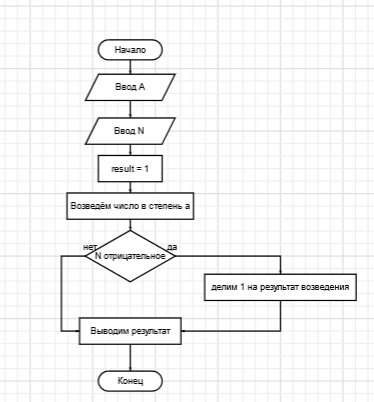 Начало
Ввод A
Ввод N
result = 1
Возведём число в степень a
нет
да
N отрицательное
делим 1 на результат возведения
Выводим результат
Конец